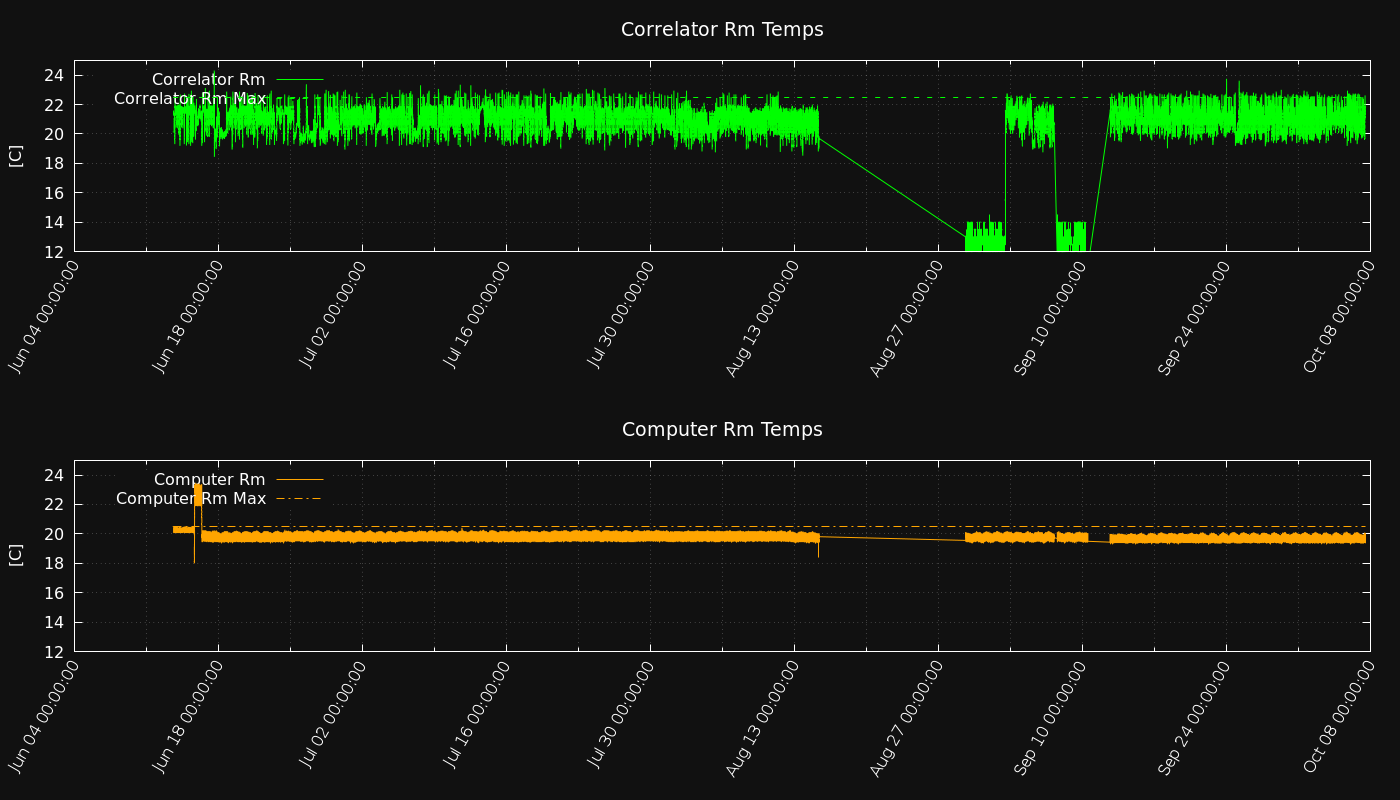 Correlator Rm Temps
Correlator Rm
Correlator Rm Max
[C]
24
22
20
18
16
14
12
Jun 04 00:00:00
Jun 18 00:00:00
Jul 02 00:00:00
Jul 16 00:00:00
Jul 30 00:00:00
Aug 13 00:00:00
Aug 27 00:00:00
Sep 10 00:00:00
Sep 24 00:00:00
Oct 08 00:00:00
Computer Rm Temps
Computer Rm
Computer Rm Max
[C]
24
22
20
18
16
14
12
Jun 04 00:00:00
Jun 18 00:00:00
Jul 02 00:00:00
Jul 16 00:00:00
Jul 30 00:00:00
Aug 13 00:00:00
Aug 27 00:00:00
Sep 10 00:00:00
Sep 24 00:00:00
Oct 08 00:00:00